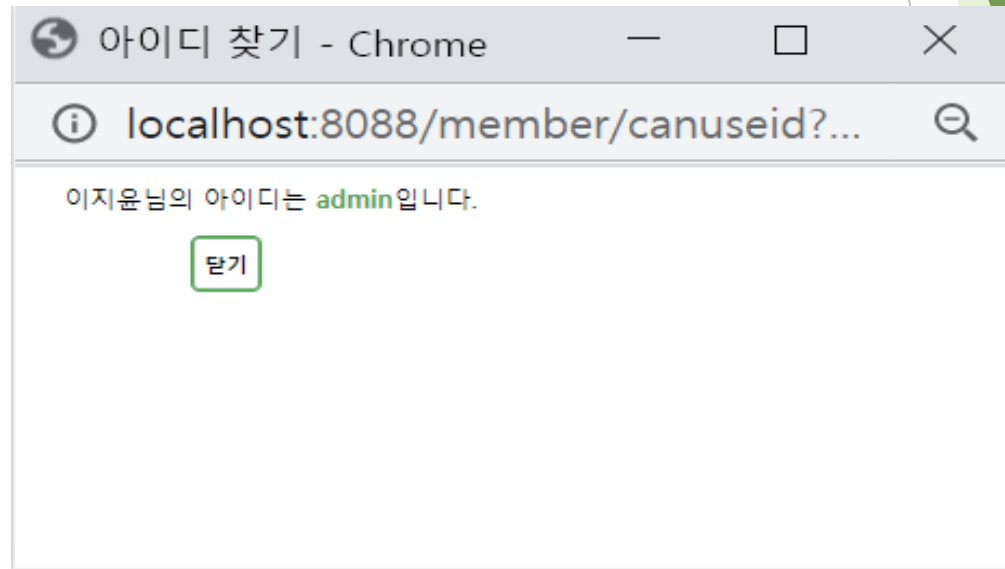 아이디 찾기 - Chrome
localhost:8088/member/canuseid?...
이지윤님의 아이디는 admin입니다.
닫기